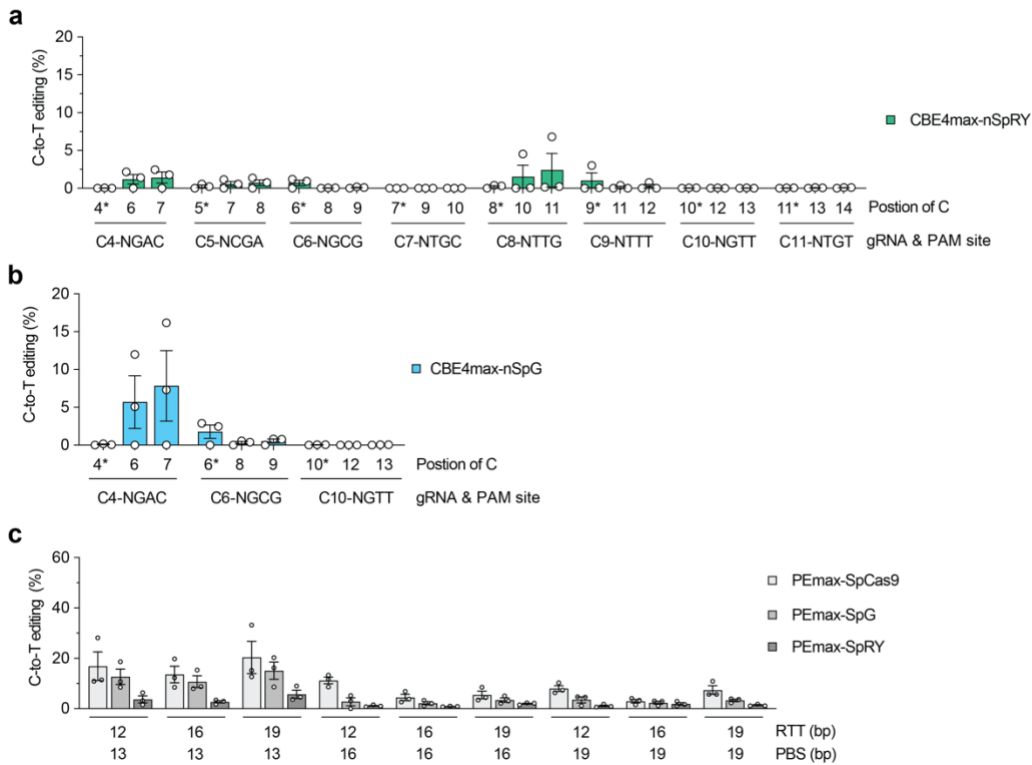 a
20
15
10
5
0
C-to-T editing (%)
CBE4max-nSpRY
4* 6 7 5* 7 8 6* 8 9 7* 9 10 8* 10 11 9* 11 12 10* 12 13 11* 13 14 Postion of C
C4-NGAC C5-NCGA C6-NGCG C7-NTGC C8-NTTG C9-NTTT C10-NGTT C11-NTGT gRNA & PAM site
b
20
15
10
5
0
C-to-T editing (%)
CBE4max-nSpG
4* 6 7 6* 8 9 10* 12 13 Postion of C
C4-NGAC C6-NGCG C10-NGTT gRNA & PAM site
c
60
40
20
0
C-to-T editing (%)
PEmax-SpCas9
PEmax-SpG
PEmax-SpRY
12 16 19 12 16 19 12 16 19 RTT (bp)
13 13 13 16 16 16 19 19 19 PBS (bp)